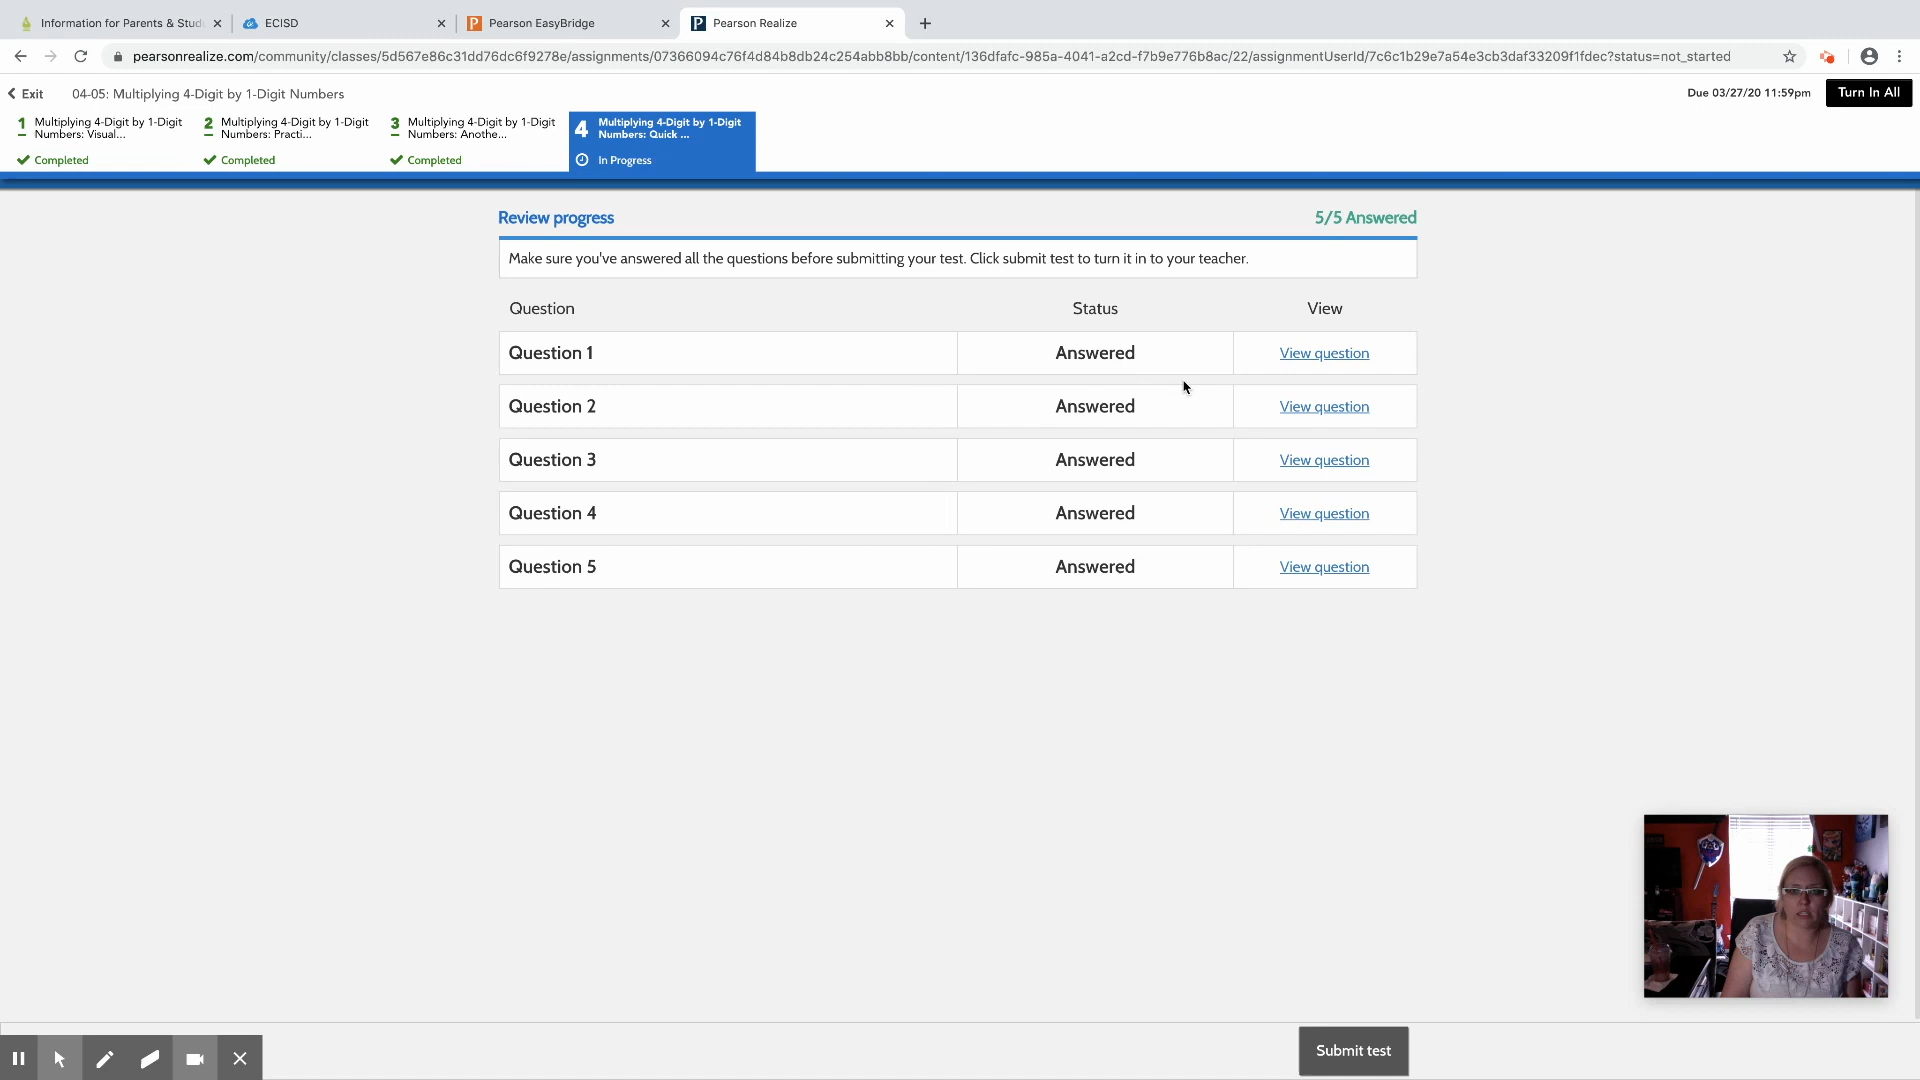 Information for Parents & Stud
ECISD
Pearson EasyBridge
Pearson Realize
pearsonrealize.com/community/classes/5d567e86c31dd76dc6f9278e/assignments/07366094c76f4d84b8db24c254abb8bb/content/136dfafc-985a-4041-a2cd-f7b9e776b8ac/22/assignmentUserId/7c6c1b29e7a54e3cb3daf33209f1fdec?status=not_started
Exit
04-05: Multiplying 4-Digit by 1-Digit Numbers
Due 03/27/20 11:59pm
Turn In All
1 Multiplying 4-Digit by 1-Digit
Numbers: Visual...
Completed
2 Multiplying 4-Digit by 1-Digit
Numbers: Practi...
Completed
3 Multiplying 4-Digit by 1-Digit
Numbers: Anothe...
Completed
4 Multiplying 4-Digit by 1-Digit
Numbers: Quick ...
In Progress
Review progress 5/5 Answered
Make sure you've answered all the questions before submitting your test. Click submit test to turn it in to your teacher.
Question Status View
Question 1 Answered View question
Question 2 Answered View question
Question 3 Answered View question
Question 4 Answered View question
Question 5 Answered View question
Submit test